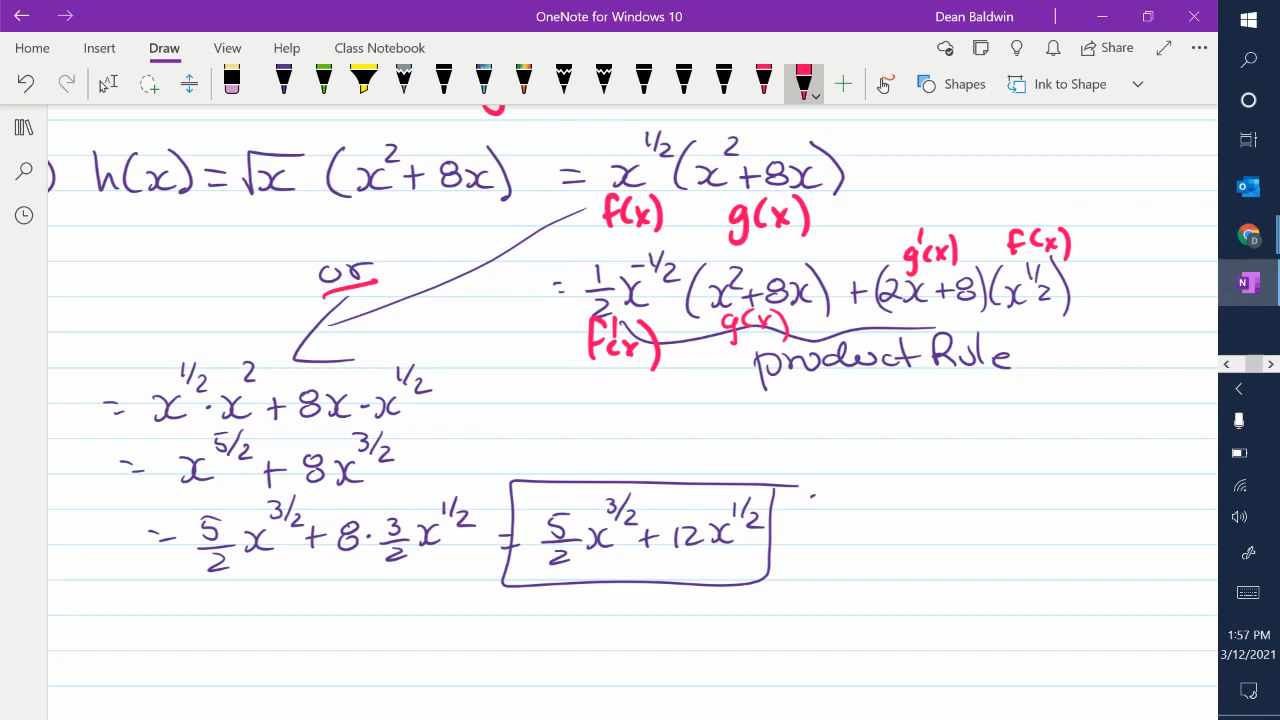 OneNote for Windows 10
Dean Baldwin
Home Insert Draw View Help Class Notebook
Share
Shapes
Ink to Shape
) h(x) = √x (x² + 8x) = x^1/2 (x² + 8x)
f(x) g(x)
g'(x) f(x)
or
= 1/2 x^-1/2 (x² + 8x) + (2x + 8)(x^1/2)
f'(x) g(x)
product Rule
= x^1/2 · x² + 8x - x^1/2
= x^5/2 + 8x^3/2
= 5/2 x^3/2 + 8 · 3/2 x^1/2 = 5/2 x^3/2 + 12x^1/2
1:57 PM
3/12/2021